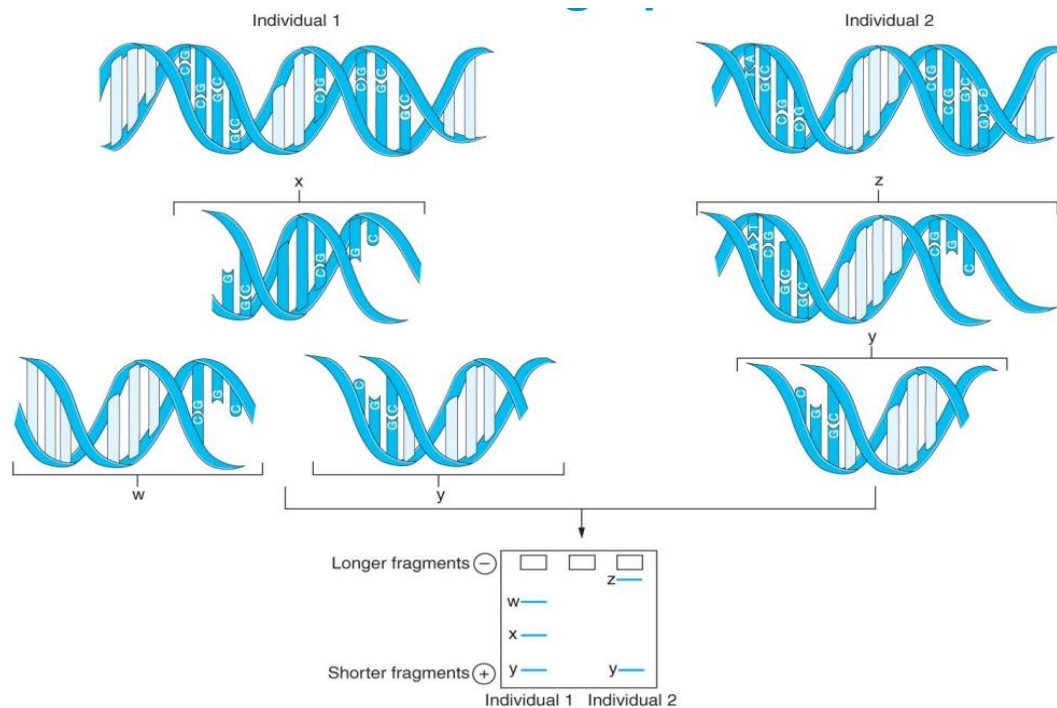 Individual 1
Individual 2
C G
C G
G C
G C
C G
C G
G C
G C
A
G C
C G
C G
C G
C G
G C
G C
x
z
G
G C
C G
G
C
A T
C G
G C
G C
C G
G
C
y
C G
G
C
C
G
G C
C
G
G C
w
y
Longer fragments −
z
w
x
Shorter fragments +
y
y
Individual 1 Individual 2